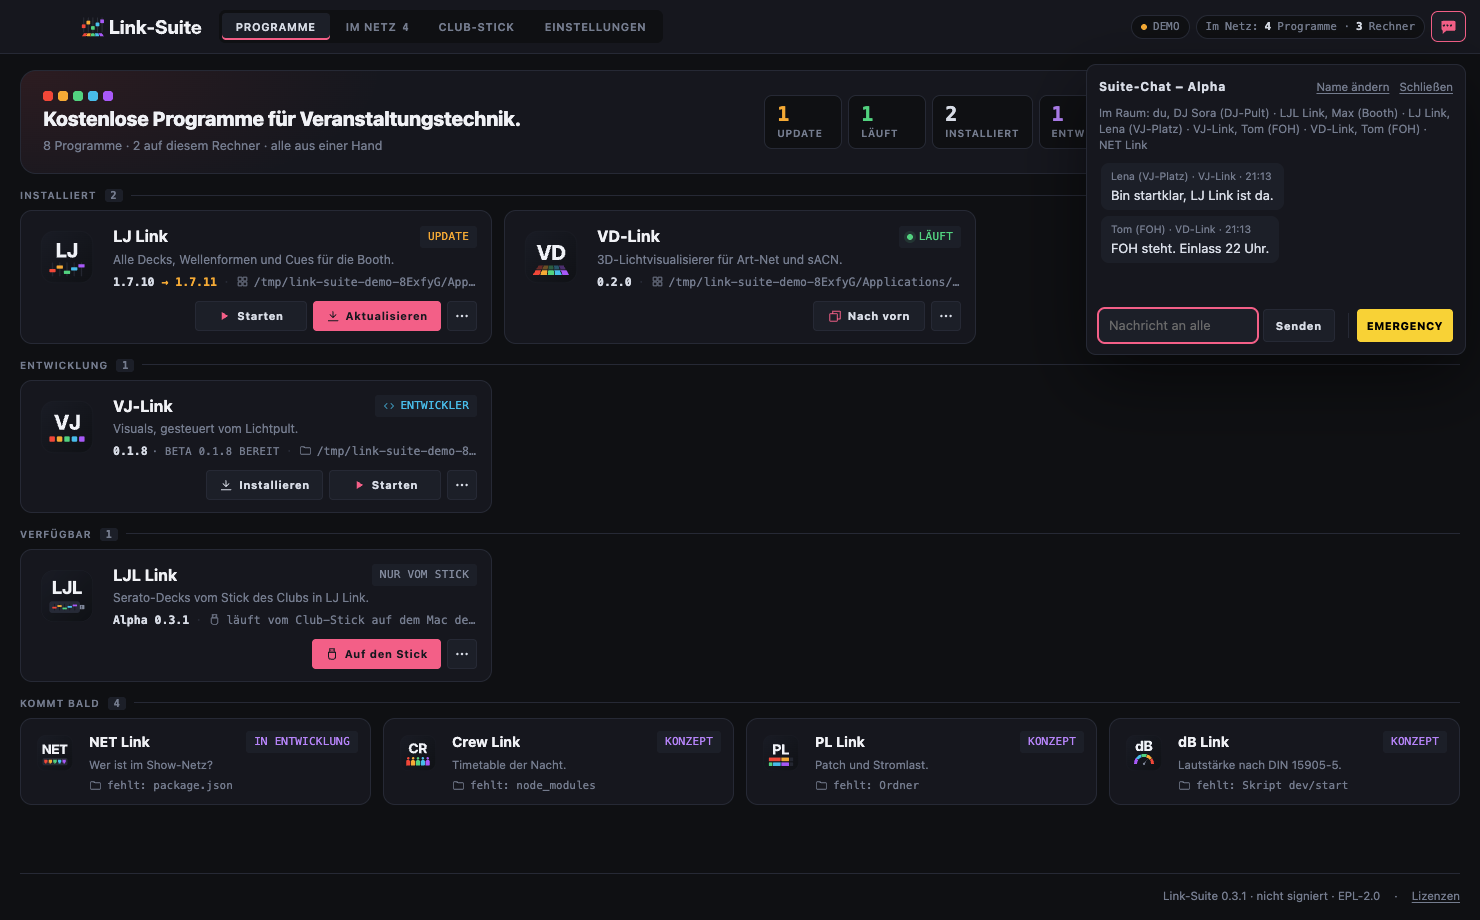 Link-Suite
PROGRAMME
IM NETZ 4
CLUB-STICK
EINSTELLUNGEN
DEMO
Im Netz: 4 Programme · 3 Rechner
Kostenlose Programme für Veranstaltungstechnik.
8 Programme · 2 auf diesem Rechner · alle aus einer Hand
1
UPDATE
1
LÄUFT
2
INSTALLIERT
1
ENTW
Suite-Chat – Alpha
Name ändern
Schließen
Im Raum: du, DJ Sora (DJ-Pult) · LJL Link, Max (Booth) · LJ Link,
Lena (VJ-Platz) · VJ-Link, Tom (FOH) · VD-Link, Tom (FOH) ·
NET Link
Lena (VJ-Platz) · VJ-Link · 21:13
Bin startklar, LJ Link ist da.
Tom (FOH) · VD-Link · 21:13
FOH steht. Einlass 22 Uhr.
Nachricht an alle
Senden
EMERGENCY
INSTALLIERT 2
LJ
LJ Link
UPDATE
Alle Decks, Wellenformen und Cues für die Booth.
1.7.10 → 1.7.11 · /tmp/link-suite-demo-8ExfyG/App…
Starten
Aktualisieren
···
VD
VD-Link
LÄUFT
3D-Lichtvisualisierer für Art-Net und sACN.
0.2.0 · /tmp/link-suite-demo-8ExfyG/Applications/…
Nach vorn
···
ENTWICKLUNG 1
VJ
VJ-Link
ENTWICKLER
Visuals, gesteuert vom Lichtpult.
0.1.8 · BETA 0.1.8 BEREIT · /tmp/link-suite-demo-8…
Installieren
Starten
···
VERFÜGBAR 1
LJL
LJL Link
NUR VOM STICK
Serato-Decks vom Stick des Clubs in LJ Link.
Alpha 0.3.1 · läuft vom Club-Stick auf dem Mac de…
Auf den Stick
···
KOMMT BALD 4
NET
NET Link
IN ENTWICKLUNG
Wer ist im Show-Netz?
fehlt: package.json
CR
Crew Link
KONZEPT
Timetable der Nacht.
fehlt: node_modules
PL
PL Link
KONZEPT
Patch und Stromlast.
fehlt: Ordner
dB
dB Link
KONZEPT
Lautstärke nach DIN 15905-5.
fehlt: Skript dev/start
Link-Suite 0.3.1 · nicht signiert · EPL-2.0 · Lizenzen